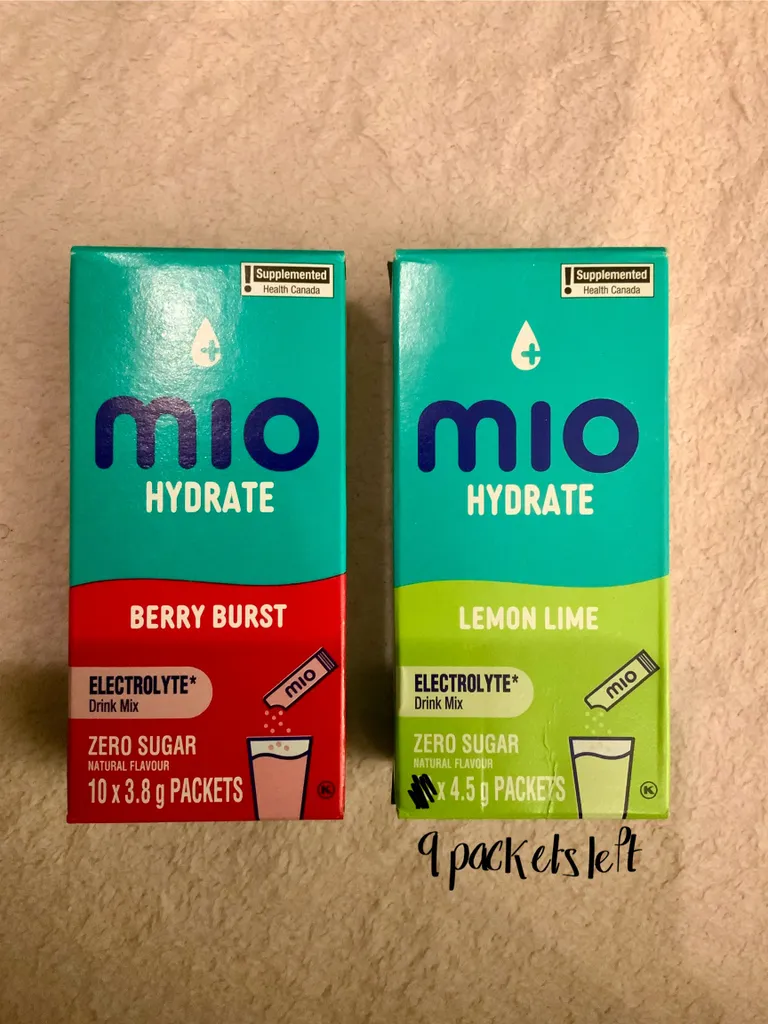 ! Supplemented
Health Canada
mio
HYDRATE
BERRY BURST
ELECTROLYTE*
Drink Mix
mio
ZERO SUGAR
NATURAL FLAVOUR
10 x 3.8 g PACKETS
K
! Supplemented
Health Canada
mio
HYDRATE
LEMON LIME
ELECTROLYTE*
Drink Mix
mio
ZERO SUGAR
NATURAL FLAVOUR
x 4.5 g PACKETS
K
9 packets left